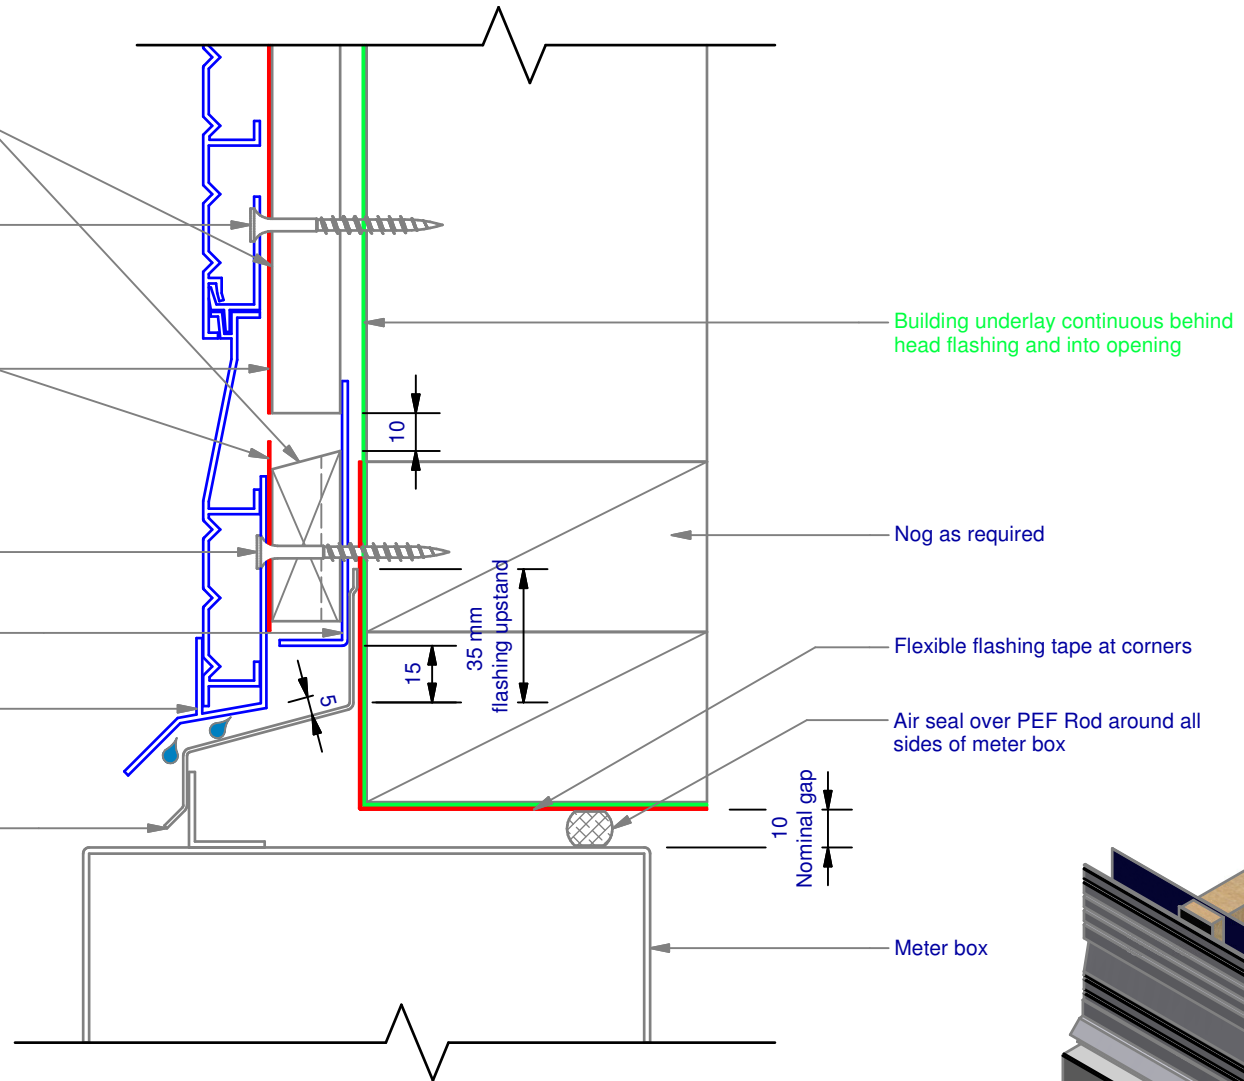 Building underlay continuous behind
head flashing and into opening
10
Nog as required
35 mm
flashing upstand
15
5
Flexible flashing tape at corners
Air seal over PEF Rod around all
sides of meter box
10
Nominal gap
Meter box